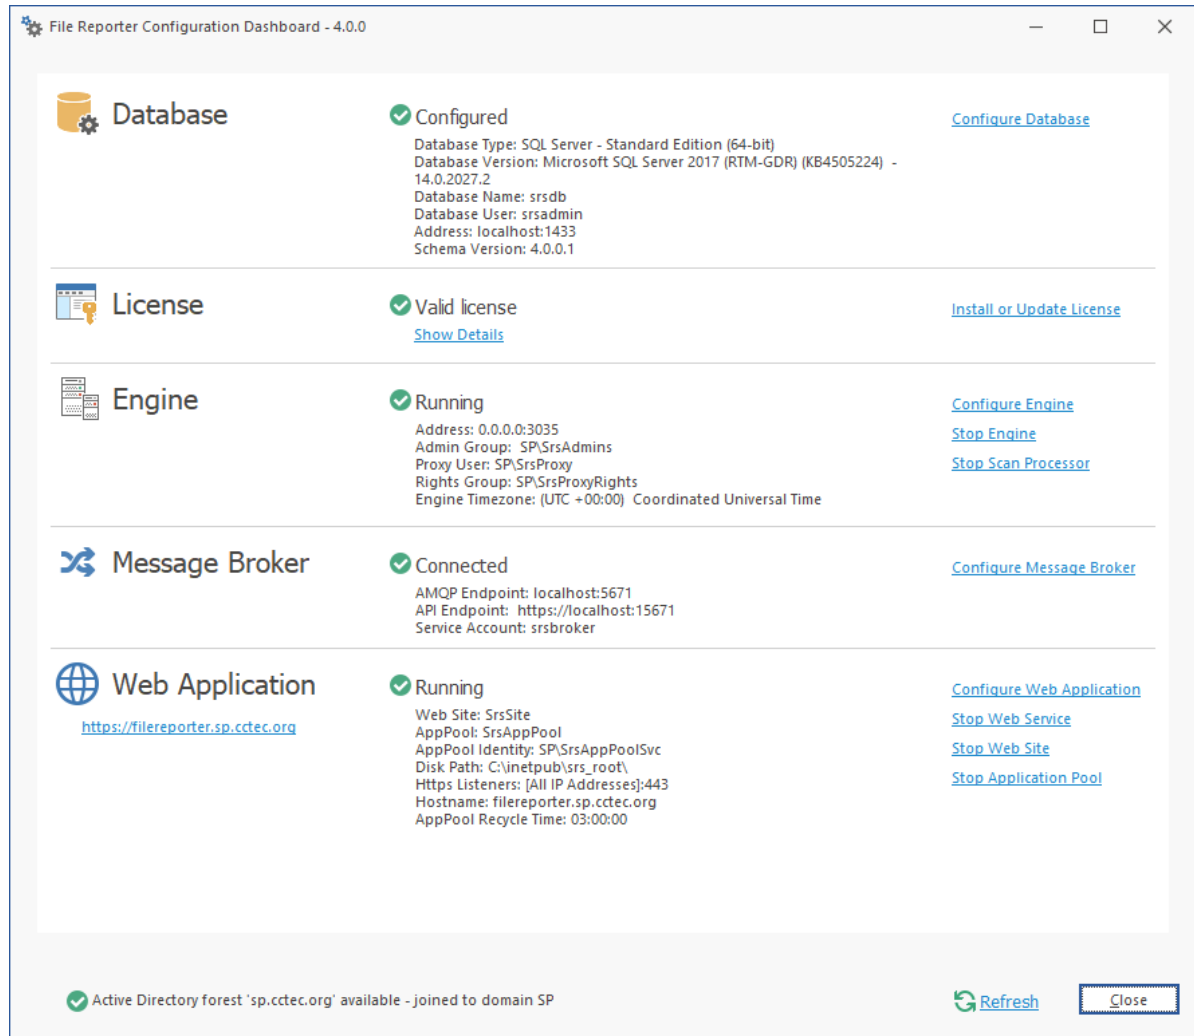 File Reporter Configuration Dashboard - 4.0.0
Database
Configured
Configure Database
Database Type: SQL Server - Standard Edition (64-bit)
Database Version: Microsoft SQL Server 2017 (RTM-GDR) (KB4505224)  -
14.0.2027.2
Database Name: srsdb
Database User: srsadmin
Address: localhost:1433
Schema Version: 4.0.0.1
License
Valid license
Install or Update License
Show Details
Engine
Running
Configure Engine
Address: 0.0.0.0:3035
Stop Engine
Admin Group:  SP\SrsAdmins
Proxy User: SP\SrsProxy
Stop Scan Processor
Rights Group: SP\SrsProxyRights
Engine Timezone: (UTC +00:00)  Coordinated Universal Time
Message Broker
Connected
Configure Message Broker
AMQP Endpoint: localhost:5671
API Endpoint:  https://localhost:15671
Service Account: srsbroker
Web Application
Running
Configure Web Application
https://filereporter.sp.cctec.org
Web Site: SrsSite
Stop Web Service
AppPool: SrsAppPool
AppPool Identity: SP\SrsAppPoolSvc
Stop Web Site
Disk Path: C:\inetpub\srs_root\
Https Listeners: [All IP Addresses]:443
Stop Application Pool
Hostname: filereporter.sp.cctec.org
AppPool Recycle Time: 03:00:00
Active Directory forest 'sp.cctec.org' available - joined to domain SP
Refresh
Close